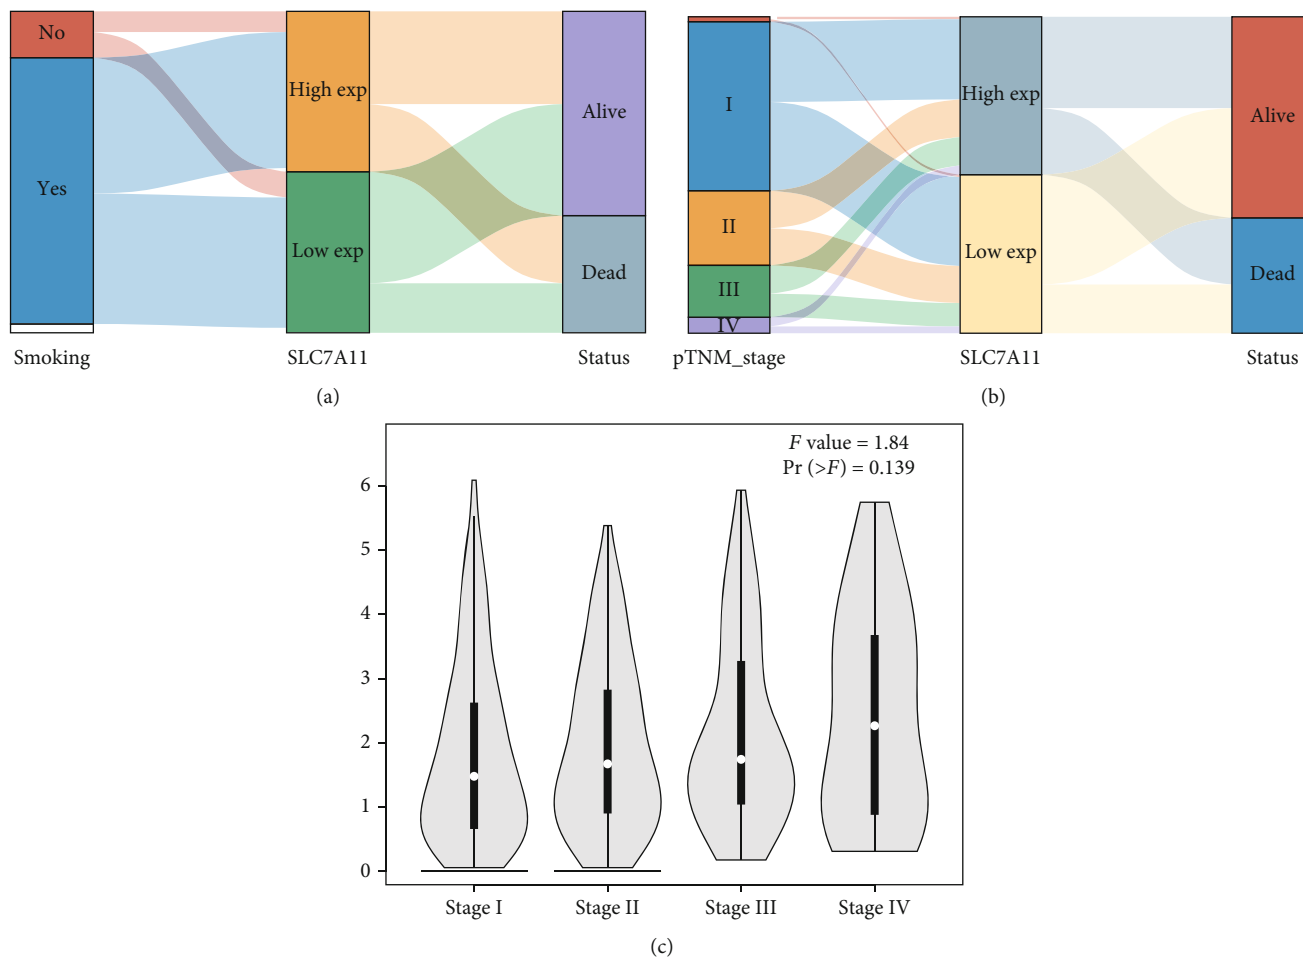 No
Yes
High exp
Low exp
Alive
Dead
Smoking
SLC7A11
Status
(a)
I
II
III
IV
High exp
Low exp
Alive
Dead
pTNM_stage
SLC7A11
Status
(b)
F value = 1.84
Pr (>F) = 0.139
6
5
4
3
2
1
0
Stage I
Stage II
Stage III
Stage IV
(c)